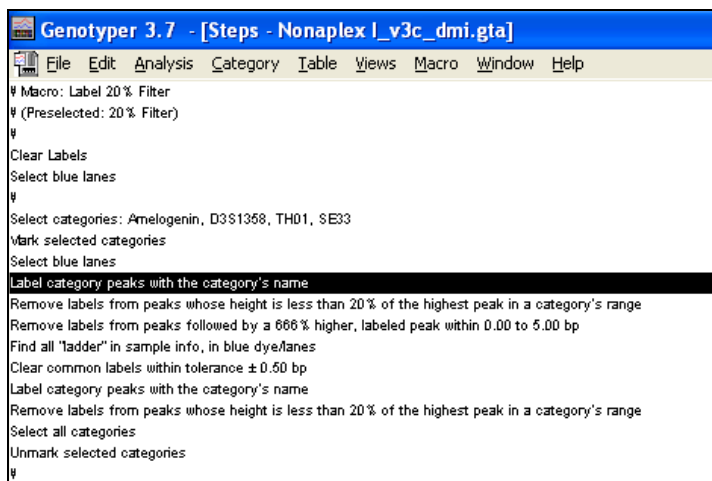 Genotyper 3.7 - [Steps - Nonaplex I_v3c_dmi.gta]
File Edit Analysis Category Table Views Macro Window Help
# Macro: Label 20% Filter
# (Preselected: 20% Filter)
#
Clear Labels
Select blue lanes
#
Select categories: Amelogenin, D3S1358, TH01, SE33
Mark selected categories
Select blue lanes
Label category peaks with the category's name
Remove labels from peaks whose height is less than 20% of the highest peak in a category's range
Remove labels from peaks followed by a 666% higher, labeled peak within 0.00 to 5.00 bp
Find all "ladder" in sample info, in blue dye/lanes
Clear common labels within tolerance ± 0.50 bp
Label category peaks with the category's name
Remove labels from peaks whose height is less than 20% of the highest peak in a category's range
Select all categories
Unmark selected categories
#